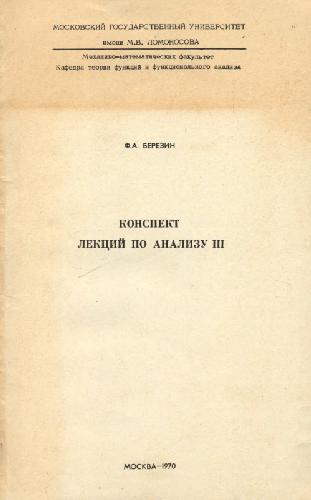 МОСКОВСКИЙ ГОСУДАРСТВЕННЫЙ УНИВЕРСИТЕТ
имени М.В. ЛОМОНОСОВА
Механико-математический факультет
Кафедра теории функций и функционального анализа
Ф.А. БЕРЕЗИН
КОНСПЕКТ
ЛЕКЦИЙ ПО АНАЛИЗУ III
МОСКВА-1970